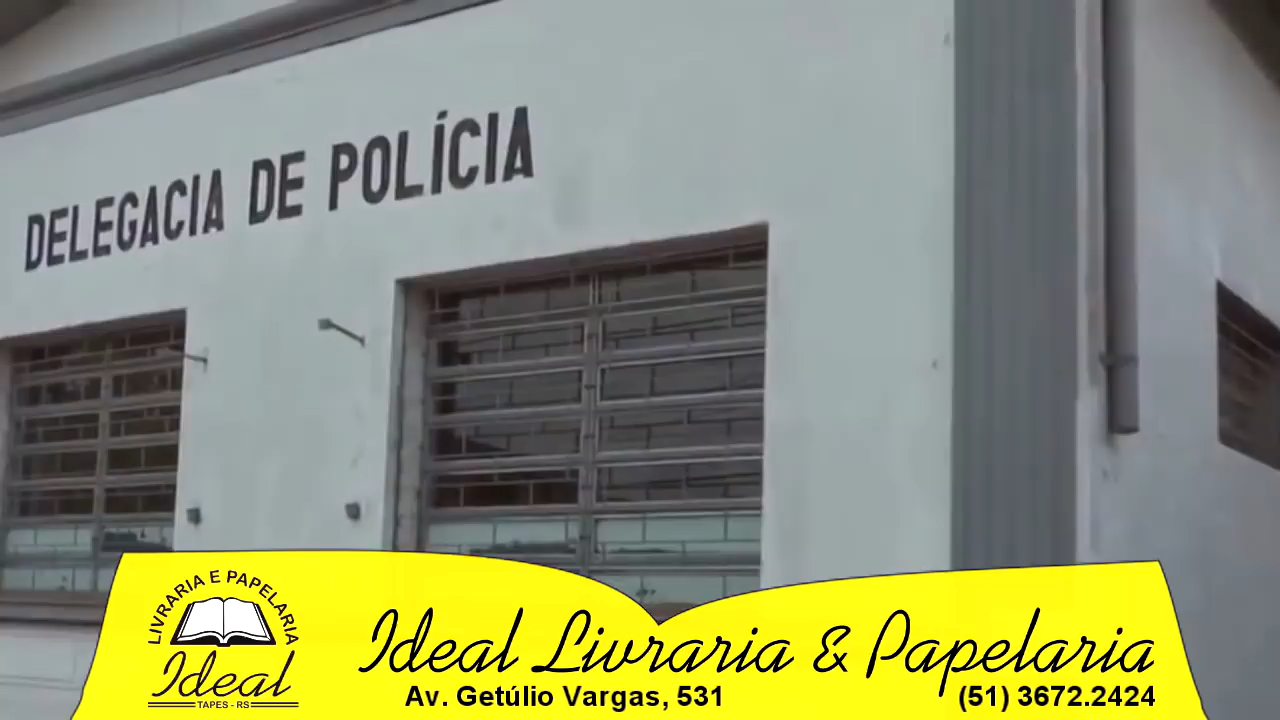 DELEGACIA DE POLÍCIA
LIVRARIA E PAPELARIA
Ideal
TAPES - RS
Ideal Livraria & Papelaria
Av. Getúlio Vargas, 531
(51) 3672.2424